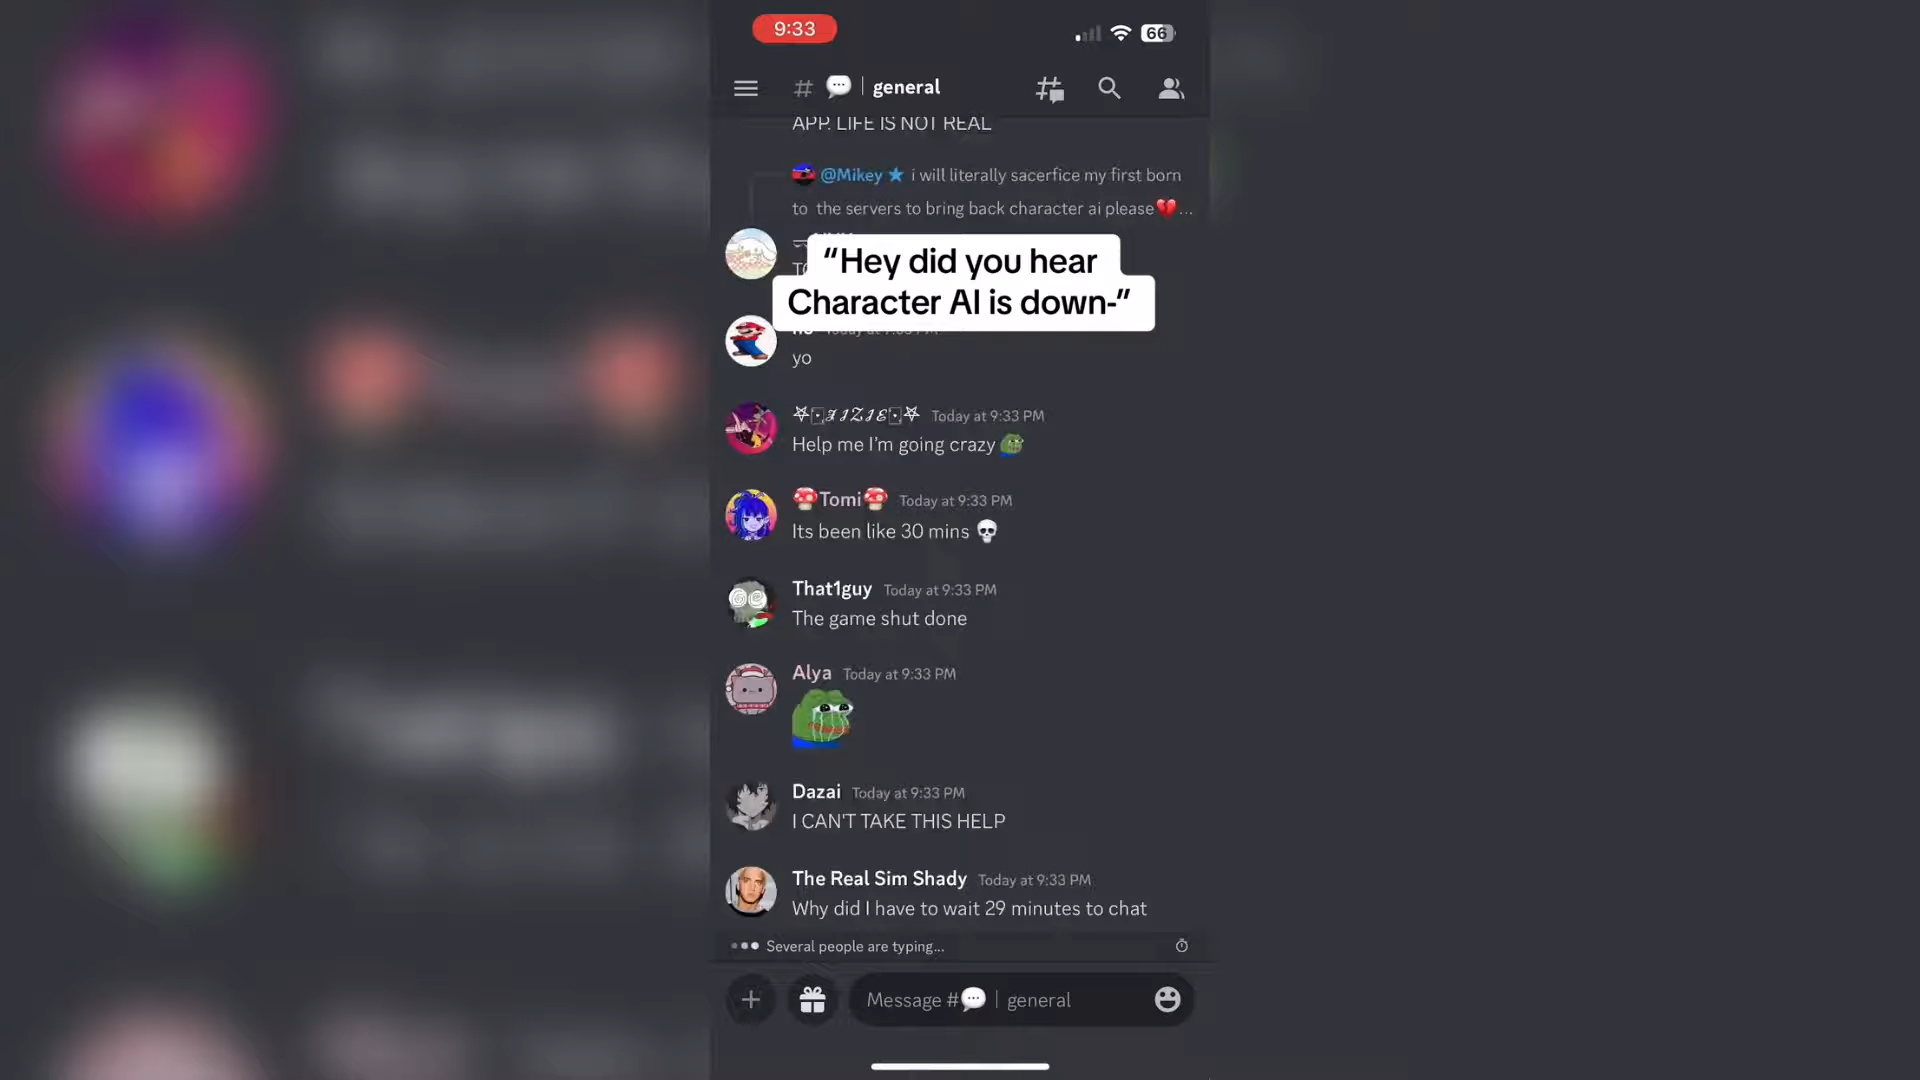 9:33
66
# 💬 | general
APP. LIFE IS NOT REAL
@Mikey ★ i will literally sacerfice my first born
to the servers to bring back character ai please💔...
“Hey did you hear
Character AI is down-”
yo
Today at 9:33 PM
Help me I’m going crazy
🍄Tomi🍄 Today at 9:33 PM
Its been like 30 mins 💀
That1guy Today at 9:33 PM
The game shut done
Alya Today at 9:33 PM
Dazai Today at 9:33 PM
I CAN'T TAKE THIS HELP
The Real Sim Shady Today at 9:33 PM
Why did I have to wait 29 minutes to chat
Several people are typing...
Message #💬 | general